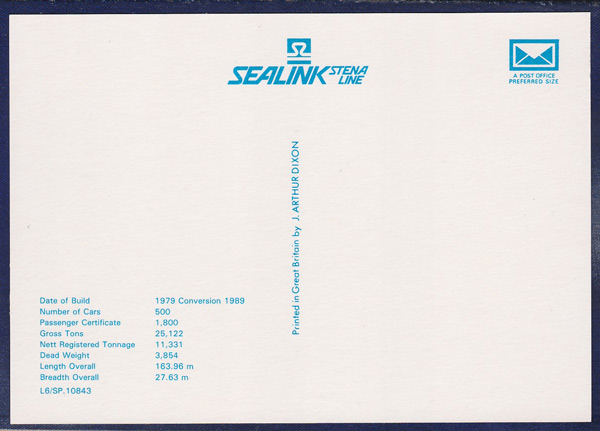 SEALINK STENA LINE
A POST OFFICE
PREFERRED SIZE
Printed in Great Britain by J. ARTHUR DIXON
Date of Build 1979 Conversion 1989
Number of Cars 500
Passenger Certificate 1,800
Gross Tons 25,122
Nett Registered Tonnage 11,331
Dead Weight 3,854
Length Overall 163.96 m
Breadth Overall 27.63 m
L6/SP.10843